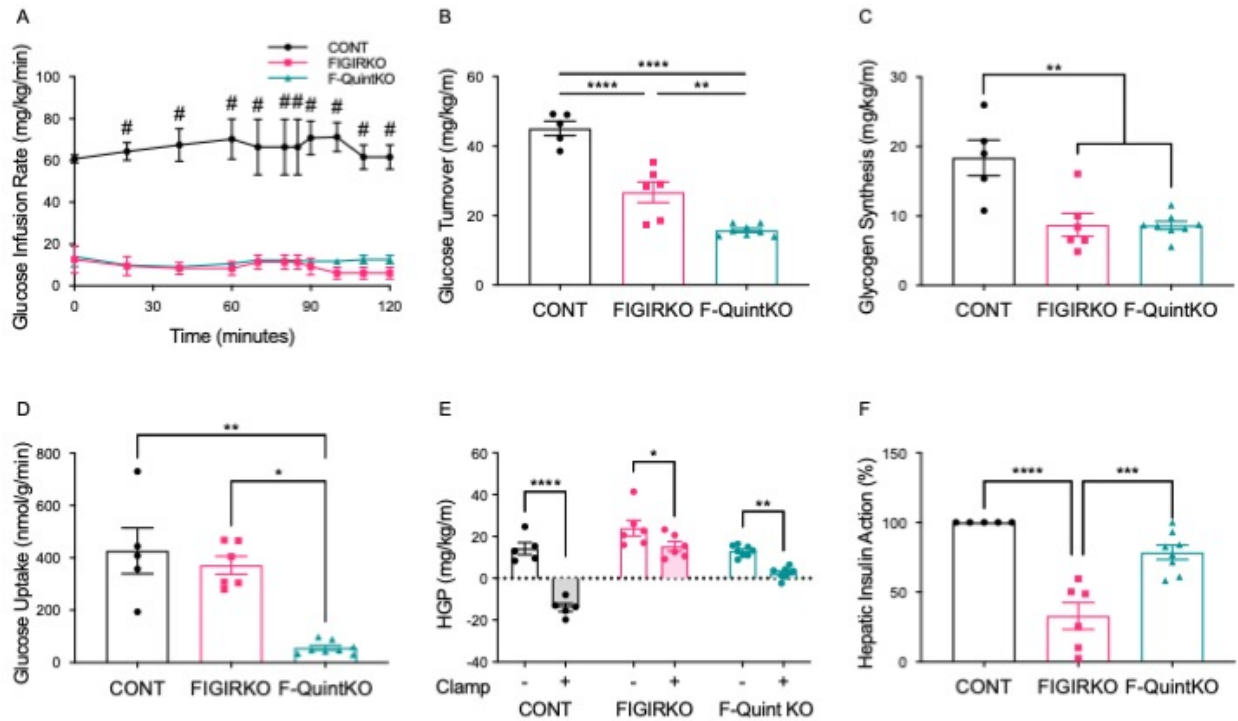 A
CONT
FIGIRKO
F-QuintKO
Glucose Infusion Rate (mg/kg/min)
100
80
60
40
20
0
# # # # # # # # # #
0 30 60 90 120
Time (minutes)
B
Glucose Turnover (mg/kg/m)
60
40
20
0
****
**** **
CONT FIGIRKO F-QuintKO
C
Glycogen Synthesis (mg/kg/m)
30
20
10
0
**
CONT FIGIRKO F-QuintKO
D
Glucose Uptake (nmol/g/min)
800
600
400
200
0
**
*
CONT FIGIRKO F-QuintKO
E
HGP (mg/kg/m)
60
40
20
0
-20
-40
**** * **
Clamp - + - + - +
CONT FIGIRKO F-Quint KO
F
Hepatic Insulin Action (%)
150
100
50
0
**** ***
CONT FIGIRKO F-QuintKO